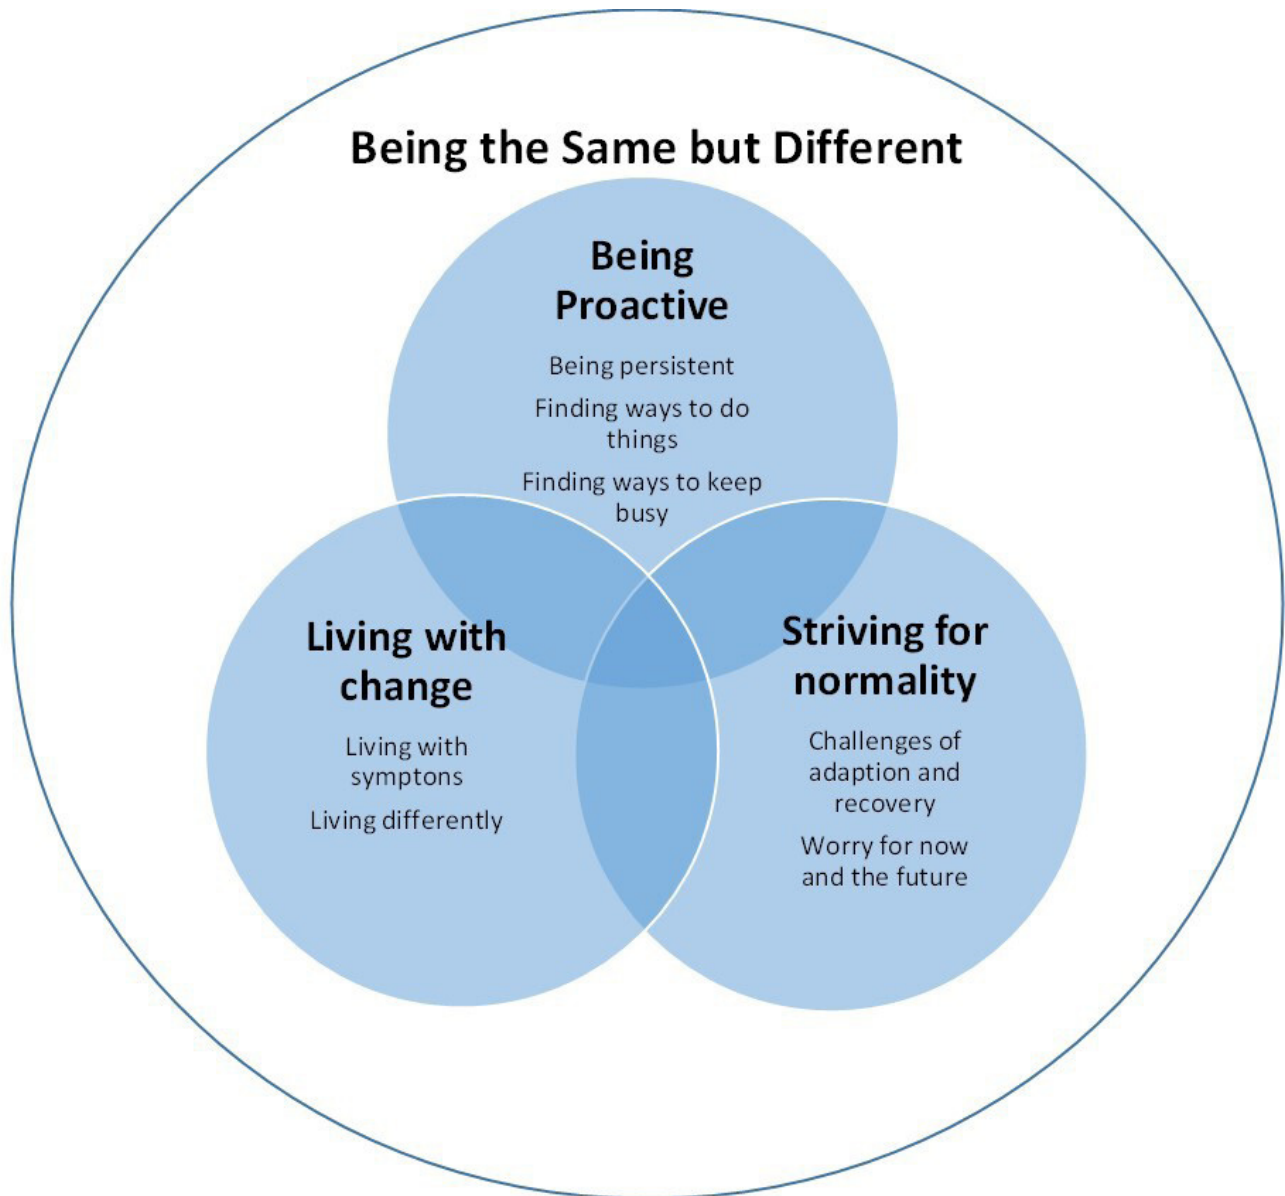 Being the Same but Different
Being
Proactive
Being persistent
Finding ways to do
things
Finding ways to keep
busy
Living with
change
Living with
symptons
Living differently
Striving for
normality
Challenges of
adaption and
recovery
Worry for now
and the future